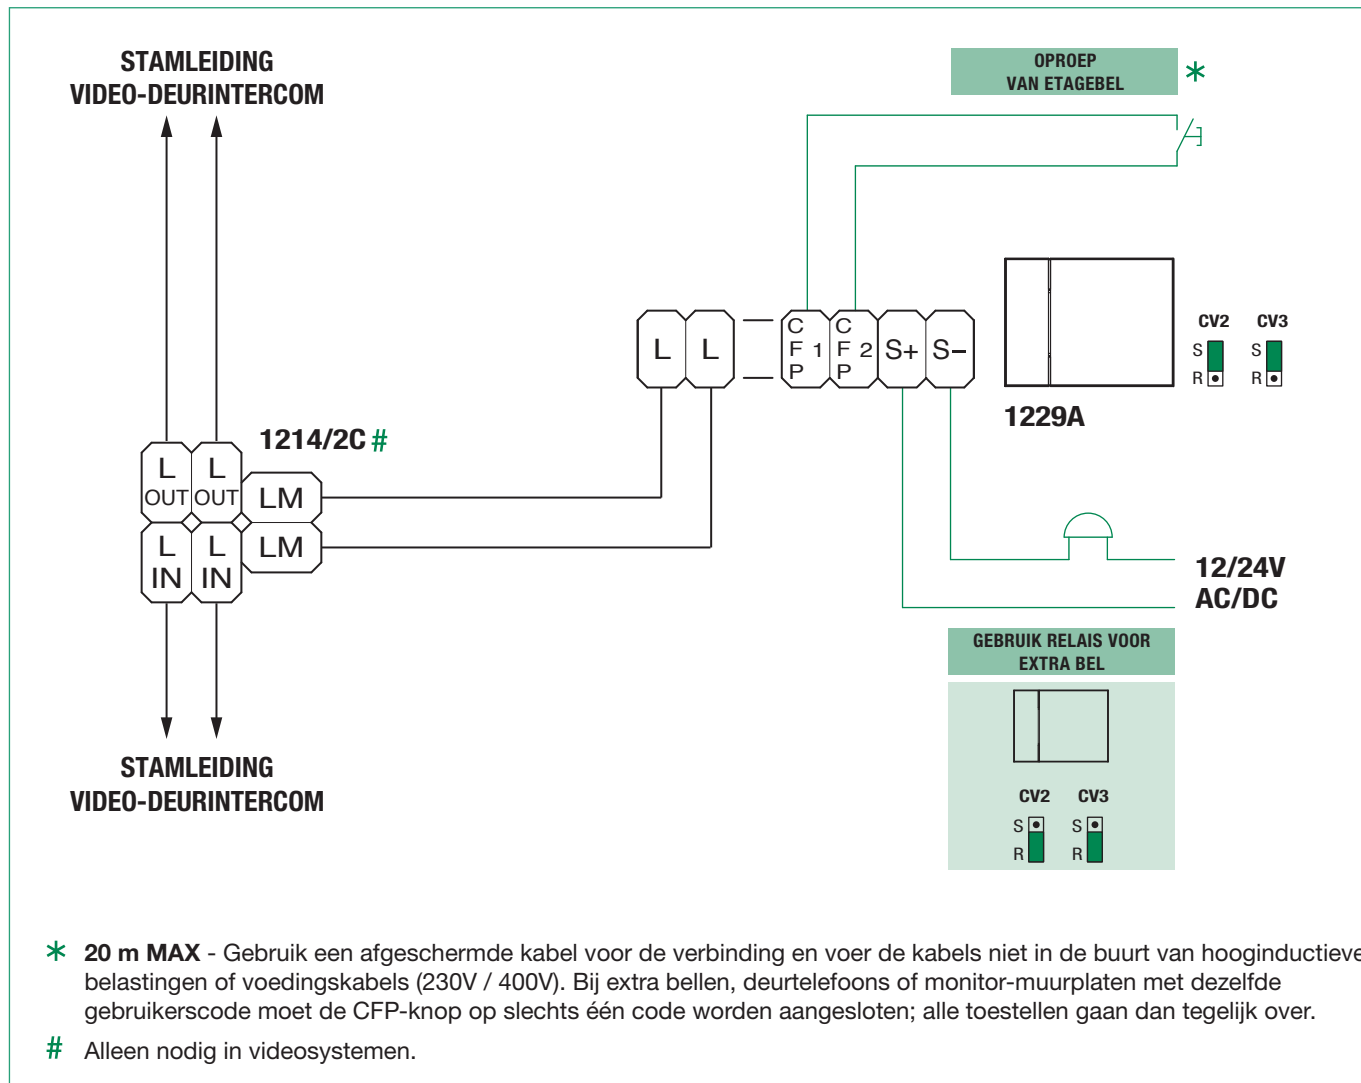 STAMLEIDING
VIDEO-DEURINTERCOM
OPROEP
VAN ETAGEBEL
*
L
L
C
F 1
P
C
F 2
P
S+
S−
CV2
CV3
S
R
S
R
1229A
1214/2C #
L
OUT
L
OUT
LM
L
IN
L
IN
LM
12/24V
AC/DC
GEBRUIK RELAIS VOOR
EXTRA BEL
CV2
CV3
S
R
S
R
STAMLEIDING
VIDEO-DEURINTERCOM
* 20 m MAX - Gebruik een afgeschermde kabel voor de verbinding en voer de kabels niet in de buurt van hooginductieve
belastingen of voedingskabels (230V / 400V). Bij extra bellen, deurtelefoons of monitor-muurplaten met dezelfde
gebruikerscode moet de CFP-knop op slechts één code worden aangesloten; alle toestellen gaan dan tegelijk over.
# Alleen nodig in videosystemen.